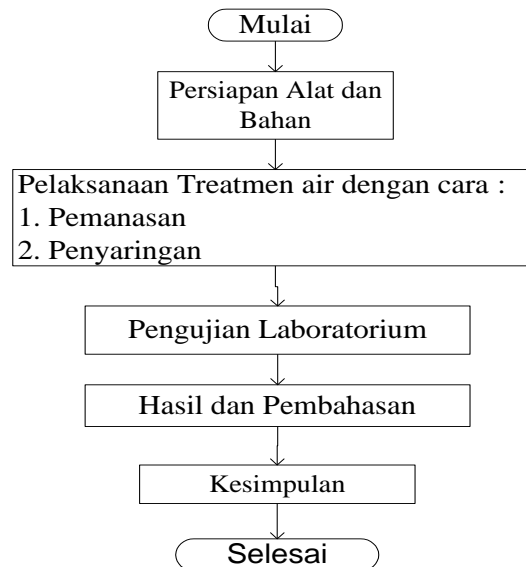 Mulai
Persiapan Alat dan
Bahan
Pelaksanaan Treatmen air dengan cara :
1. Pemanasan
2. Penyaringan
Pengujian Laboratorium
Hasil dan Pembahasan
Kesimpulan
Selesai